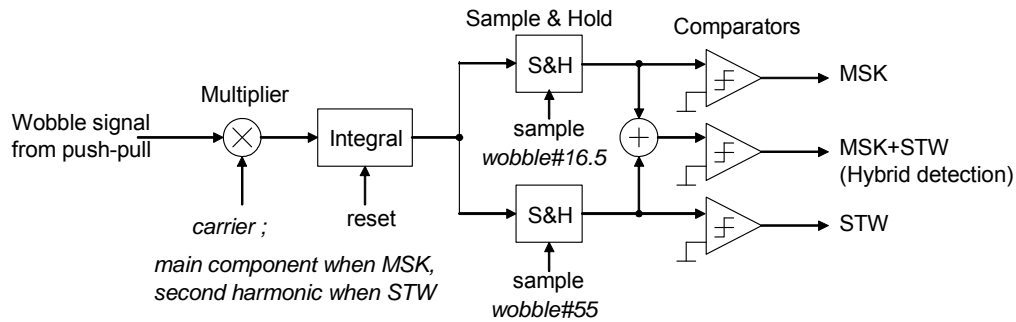 Sample & Hold
Comparators
S&H
MSK
Multiplier
Wobble signal
from push-pull
Integral
sample
wobble#16.5
MSK+STW
(Hybrid detection)
reset
S&H
STW
carrier ;
main component when MSK,
second harmonic when STW
sample
wobble#55